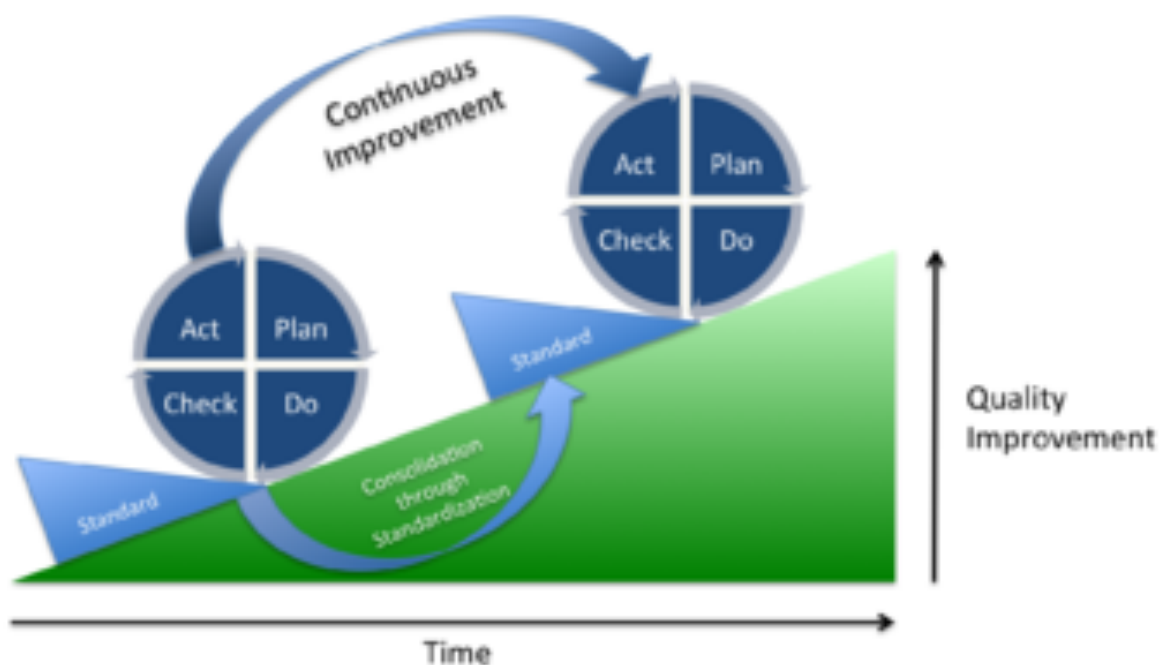 Continuous
Improvement
Act
Plan
Check
Do
Act
Plan
Check
Do
Standard
Standard
Consolidation
through
Standardization
Quality
Improvement
Time